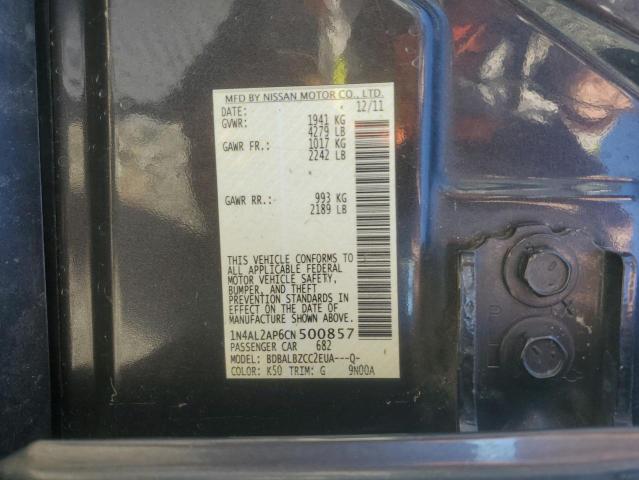 MFD BY NISSAN MOTOR CO., LTD.
DATE: 12/11
GVWR: 1941 KG
4279 LB
GAWR FR.: 1017 KG
2242 LB
GAWR RR.: 993 KG
2189 LB
THIS VEHICLE CONFORMS TO
ALL APPLICABLE FEDERAL
MOTOR VEHICLE SAFETY,
BUMPER, AND THEFT
PREVENTION STANDARDS IN
EFFECT ON THE DATE OF
MANUFACTURE SHOWN ABOVE.
1N4AL2AP6CN500857
PASSENGER CAR 682
MODEL: BDBALBZCC2EUA---Q-
COLOR: K50 TRIM: G 9N00A